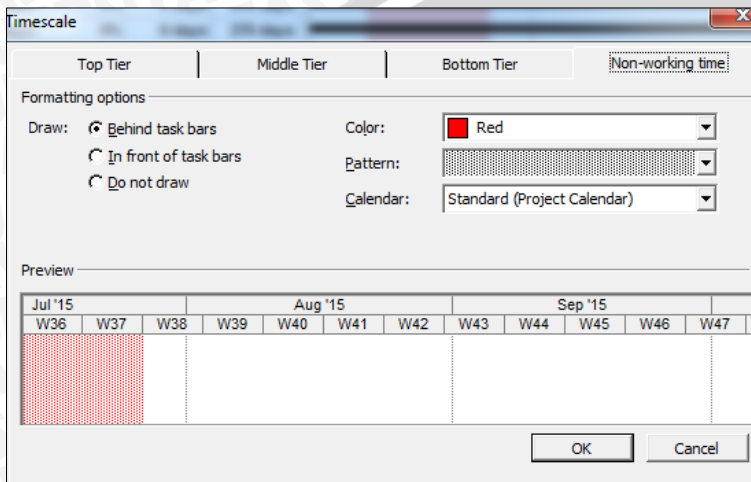 Timescale
Top Tier Middle Tier Bottom Tier Non-working time
Formatting options
Draw: Behind task bars Color: Red
In front of task bars Pattern:
Do not draw Calendar: Standard (Project Calendar)
Preview
Jul '15 Aug '15 Sep '15
W36 W37 W38 W39 W40 W41 W42 W43 W44 W45 W46 W47
OK Cancel